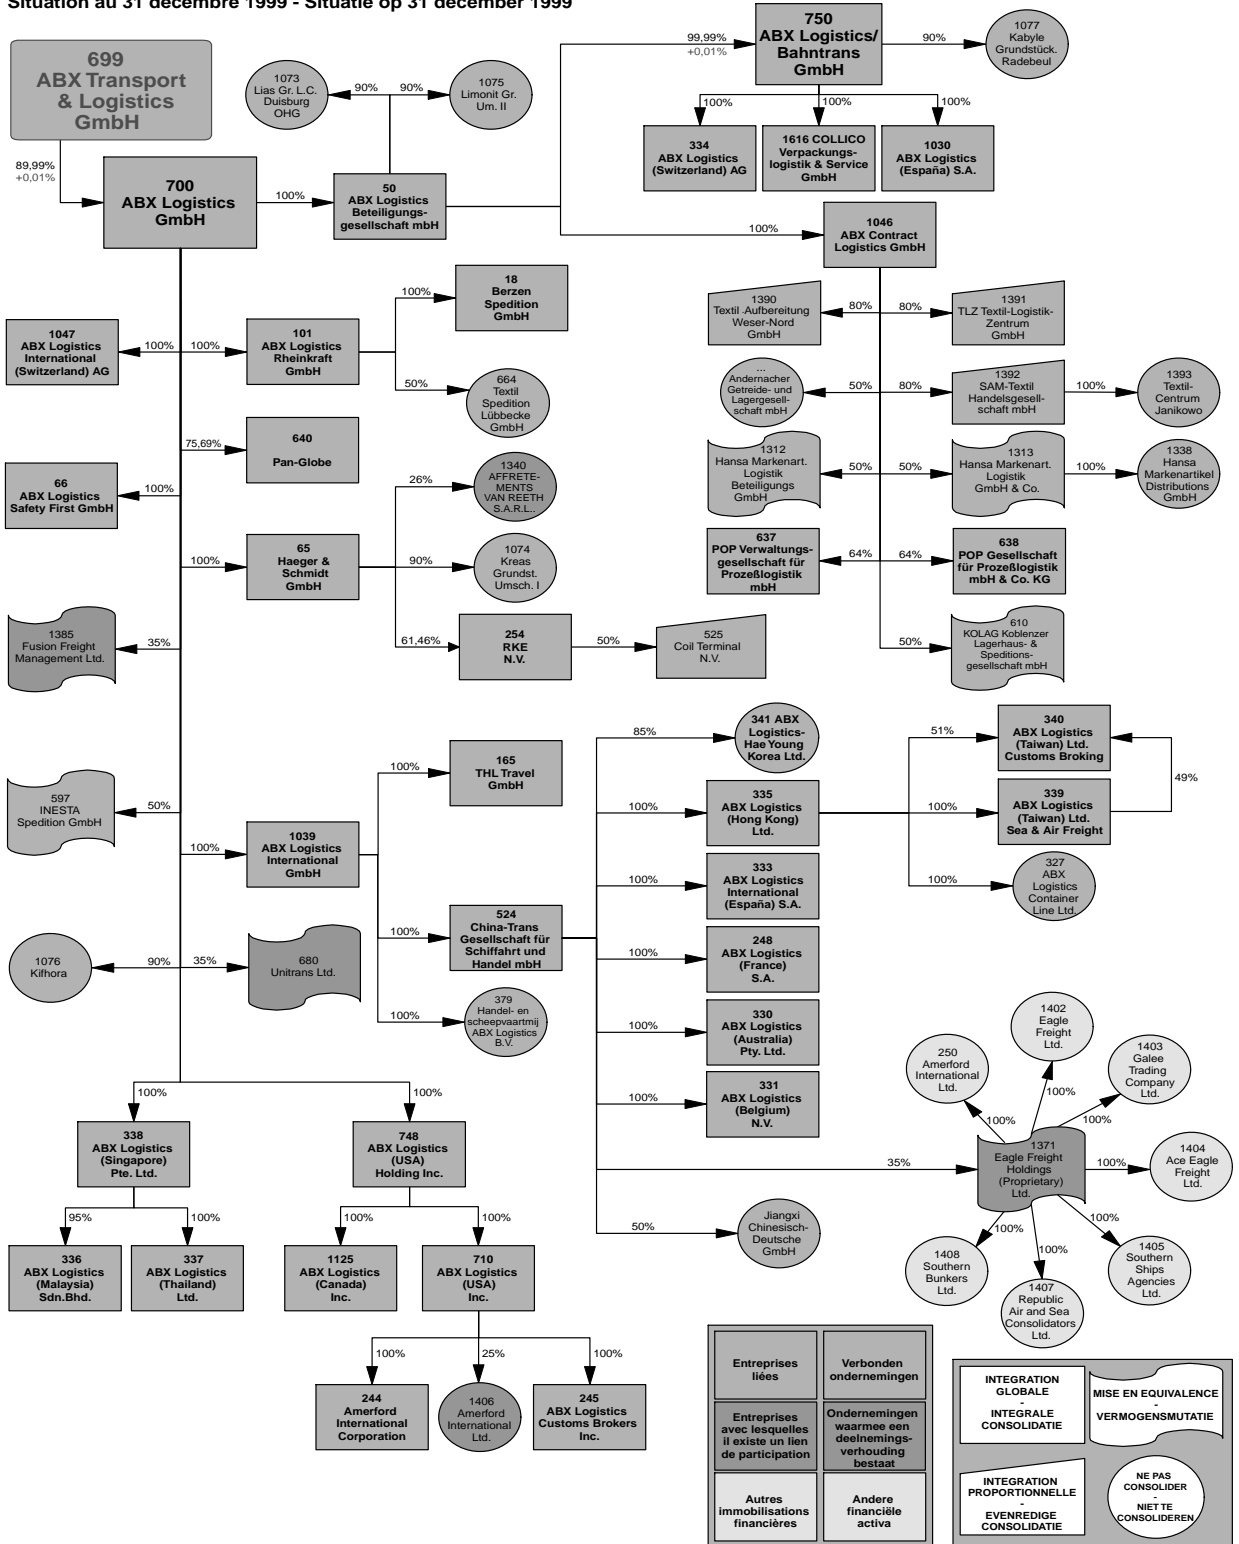 Situation au 31 décembre 1999 - Situatie op 31 december 1999
699
ABX Transport
& Logistics
GmbH
89,99%
+0,01%
700
ABX Logistics
GmbH
100%
1073
Lias Gr. L.C.
Duisburg
OHG
90%
90%
1075
Limonit Gr.
Um. II
50
ABX Logistics
Beteiligungs-
gesellschaft mbH
99,99%
+0,01%
750
ABX Logistics/
Bahntrans
GmbH
90%
1077
Kabyle
Grundstück.
Radebeul
100%
100%
100%
334
ABX Logistics
(Switzerland) AG
1616 COLLICO
Verpackungs-
logistik & Service
GmbH
1030
ABX Logistics
(España) S.A.
100%
1046
ABX Contract
Logistics GmbH
1047
ABX Logistics
International
(Switzerland) AG
100%
100%
101
ABX Logistics
Rheinkraft
GmbH
100%
18
Berzen
Spedition
GmbH
50%
664
Textil
Spedition
Lübbecke
GmbH
1390
Textil .Aufbereitung
Weser-Nord
GmbH
80%
80%
1391
TLZ Textil-Logistik-
Zentrum
GmbH
...
Andernacher
Getreide- und
Lagergesell-
schaft mbH
50%
80%
1392
SAM-Textil
Handelsgesell-
schaft mbH
100%
1393
Textil-
Centrum
Janikowo
1312
Hansa Markenart.
Logistik
Beteiligungs
GmbH
50%
50%
1313
Hansa Markenart.
Logistik
GmbH & Co.
100%
1338
Hansa
Markenartikel
Distributions
GmbH
637
POP Verwaltungs-
gesellschaft für
Prozeßlogistik
mbH
64%
64%
638
POP Gesellschaft
für Prozeßlogistik
mbH & Co. KG
50%
610
KOLAG Koblenzer
Lagerhaus- &
Speditions-
gesellschaft mbH
75,69%
640
Pan-Globe
66
ABX Logistics
Safety First GmbH
100%
100%
65
Haeger &
Schmidt
GmbH
26%
1340
AFFRETE-
MENTS
VAN REETH
S.A.R.L..
90%
1074
Kreas
Grundst.
Umsch. I
61,46%
254
RKE
N.V.
50%
525
Coil Terminal
N.V.
1385
Fusion Freight
Management Ltd.
35%
597
INESTA
Spedition GmbH
50%
100%
1039
ABX Logistics
International
GmbH
100%
165
THL Travel
GmbH
100%
524
China-Trans
Gesellschaft für
Schiffahrt und
Handel mbH
100%
379
Handel- en
scheepvaartmij
ABX Logistics
B.V.
1076
Kifhora
90%
35%
680
Unitrans Ltd.
85%
341 ABX
Logistics-
Hae Young
Korea Ltd.
100%
335
ABX Logistics
(Hong Kong)
Ltd.
51%
340
ABX Logistics
(Taiwan) Ltd.
Customs Broking
49%
100%
339
ABX Logistics
(Taiwan) Ltd.
Sea & Air Freight
100%
327
ABX
Logistics
Container
Line Ltd.
100%
333
ABX Logistics
International
(España) S.A.
100%
248
ABX Logistics
(France)
S.A.
100%
330
ABX Logistics
(Australia)
Pty. Ltd.
100%
331
ABX Logistics
(Belgium)
N.V.
35%
1371
Eagle Freight
Holdings
(Proprietary)
Ltd.
100%
250
Amerford
International
Ltd.
100%
1402
Eagle
Freight
Ltd.
100%
1403
Galee
Trading
Company
Ltd.
100%
1404
Ace Eagle
Freight
Ltd.
100%
1405
Southern
Ships
Agencies
Ltd.
100%
1407
Republic
Air and Sea
Consolidators
Ltd.
100%
1408
Southern
Bunkers
Ltd.
50%
Jiangxi
Chinesisch-
Deutsche
GmbH
100%
100%
338
ABX Logistics
(Singapore)
Pte. Ltd.
748
ABX Logistics
(USA)
Holding Inc.
95%
100%
100%
100%
336
ABX Logistics
(Malaysia)
Sdn.Bhd.
337
ABX Logistics
(Thailand)
Ltd.
1125
ABX Logistics
(Canada)
Inc.
710
ABX Logistics
(USA)
Inc.
100%
25%
100%
244
Amerford
International
Corporation
1406
Amerford
International
Ltd.
245
ABX Logistics
Customs Brokers
Inc.
Entreprises
liées
Verbonden
ondernemingen
Entreprises
avec lesquelles
il existe un lien
de participation
Ondernemingen
waarmee een
deelnemings-
verhouding
bestaat
Autres
immobilisations
financières
Andere
financiële
activa
INTEGRATION
GLOBALE
-
INTEGRALE
CONSOLIDATIE
MISE EN EQUIVALENCE
-
VERMOGENSMUTATIE
INTEGRATION
PROPORTIONNELLE
-
EVENREDIGE
CONSOLIDATIE
NE PAS
CONSOLIDER
-
NIET TE
CONSOLIDEREN